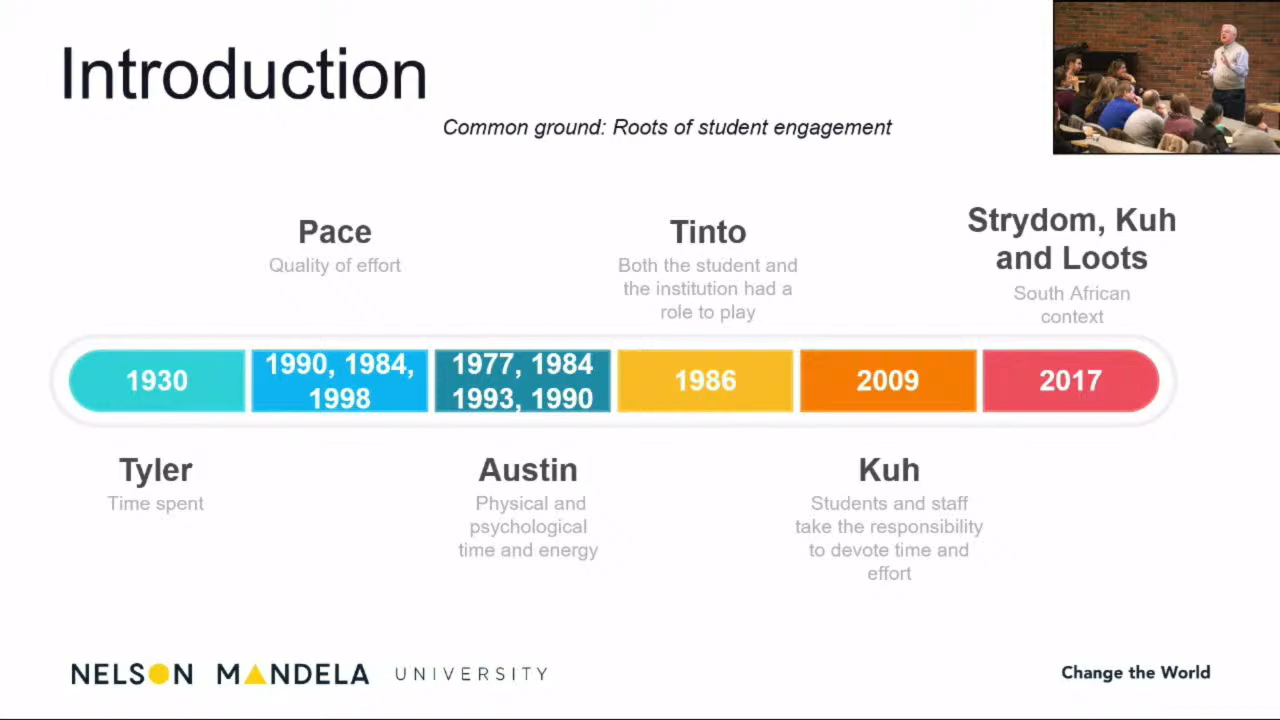 Introduction
Common ground: Roots of student engagement
Pace
Quality of effort
Tinto
Both the student and
the institution had a
role to play
Strydom, Kuh
and Loots
South African
context
1930
1990, 1984,
1998
1977, 1984
1993, 1990
1986
2009
2017
Tyler
Time spent
Austin
Physical and
psychological
time and energy
Kuh
Students and staff
take the responsibility
to devote time and
effort
NELSON MANDELA UNIVERSITY
Change the World